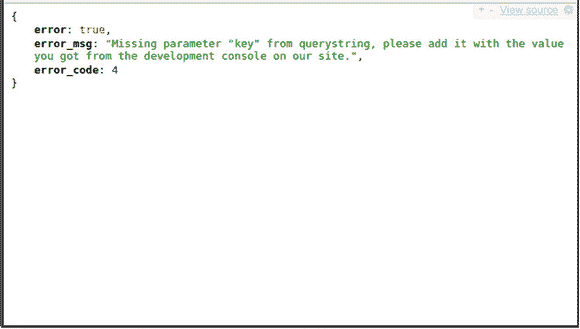 + - View source
{
error: true,
error_msg: "Missing parameter "key" from querystring, please add it with the value
you got from the development console on our site.",
error_code: 4
}